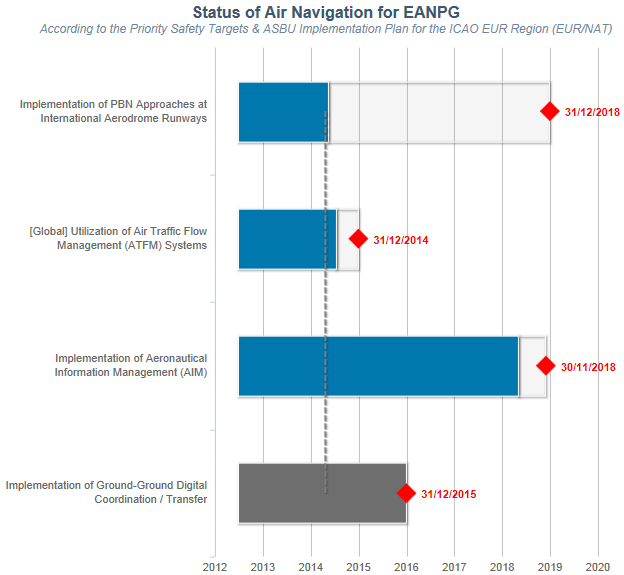 Status of Air Navigation for EANPG
According to the Priority Safety Targets & ASBU Implementation Plan for the ICAO EUR Region (EUR/NAT)
Implementation of PBN Approaches at
International Aerodrome Runways
31/12/2018
[Global] Utilization of Air Traffic Flow
Management (ATFM) Systems
31/12/2014
Implementation of Aeronautical
Information Management (AIM)
30/11/2018
Implementation of Ground-Ground Digital
Coordination / Transfer
31/12/2015
2012 2013 2014 2015 2016 2017 2018 2019 2020